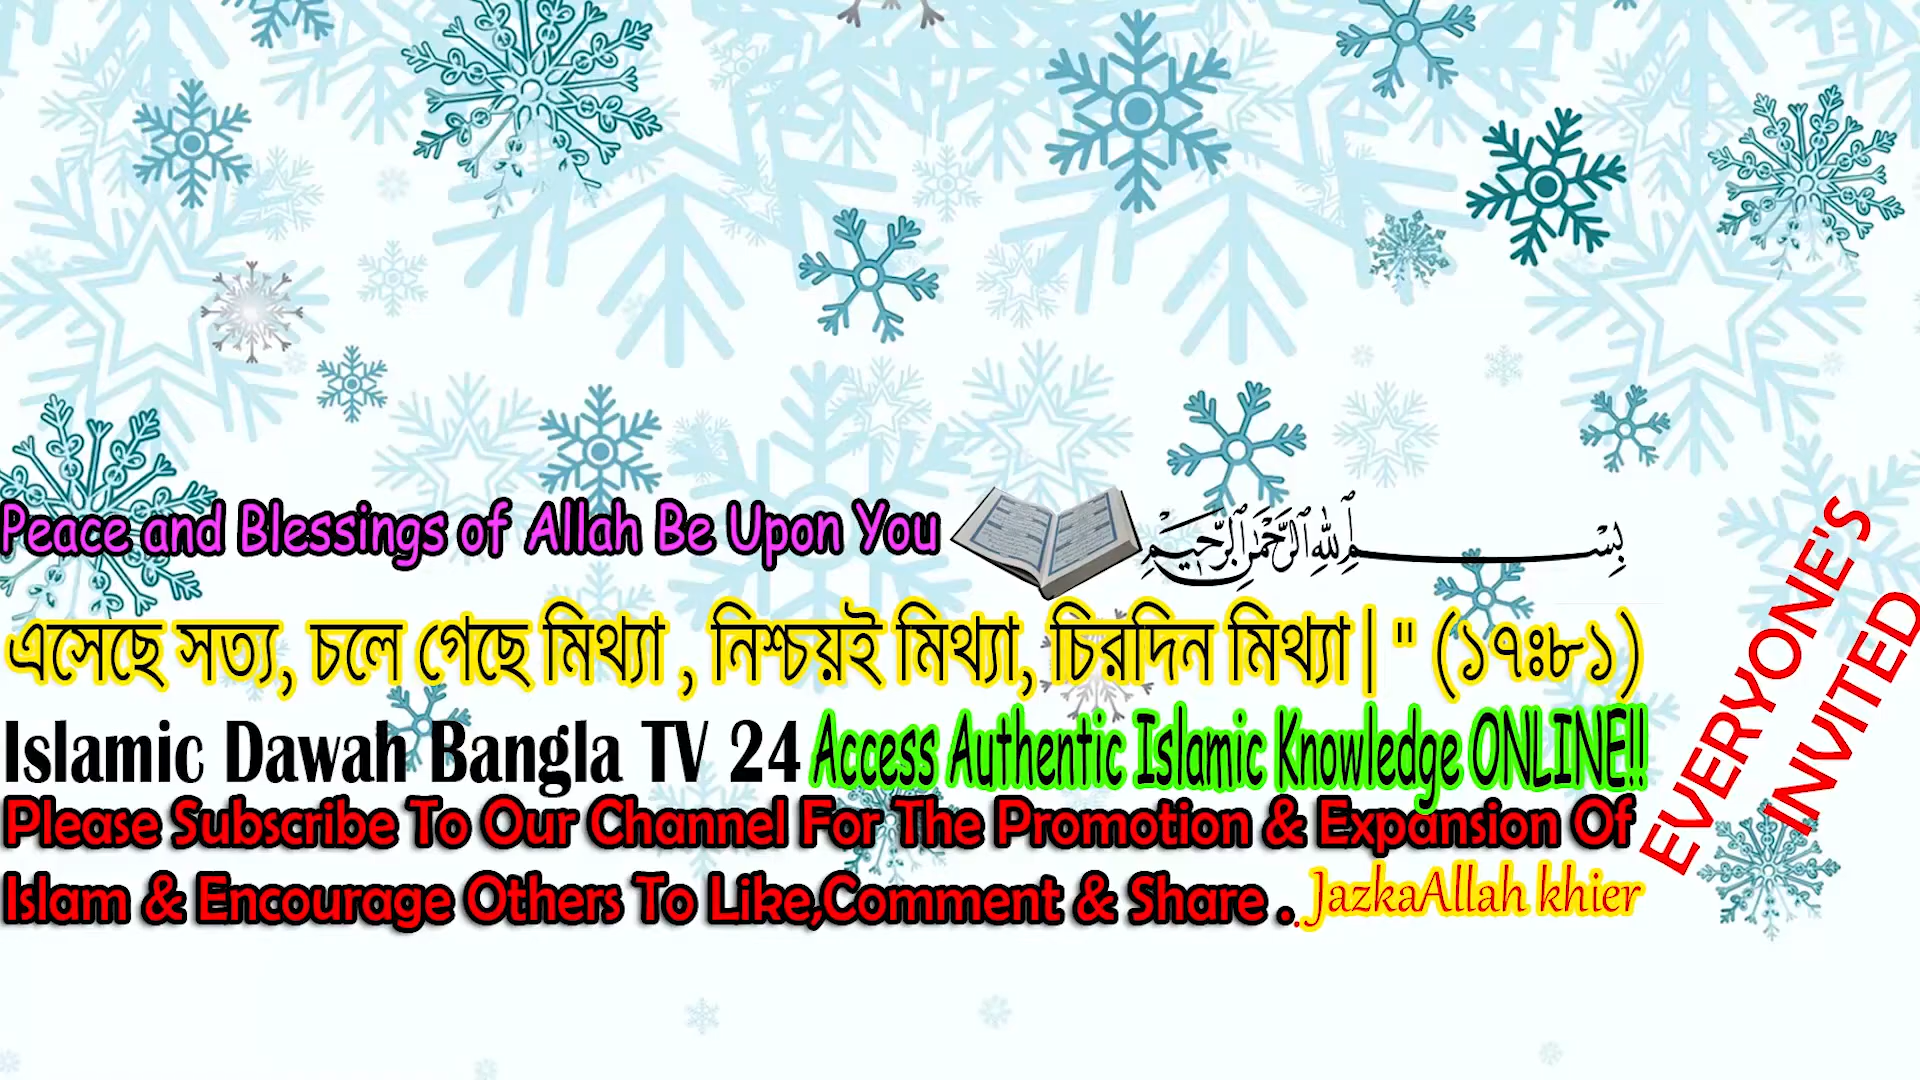 Peace and Blessings of Allah Be Upon You
بِسْمِ اللهِ الرَّحْمٰنِ الرَّحِيْمِ
এসেছে সত্য, চলে গেছে মিথ্যা , নিশ্চয়ই মিথ্যা, চিরদিন মিথ্যা| " (১৭ঃ৮১)
Islamic Dawah Bangla TV 24 Access Authentic Islamic Knowledge ONLINE!!
Please Subscribe To Our Channel For The Promotion & Expansion Of
Islam & Encourage Others To Like,Comment & Share . .JazkaAllah khier
EVERYONE'S
INVITED